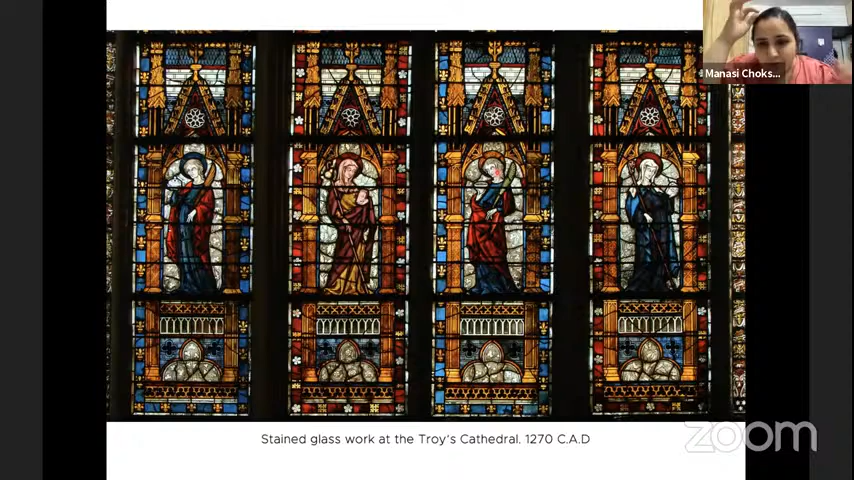 Manasi Choks...
Stained glass work at the Troy's Cathedral. 1270 C.A.D
zoom